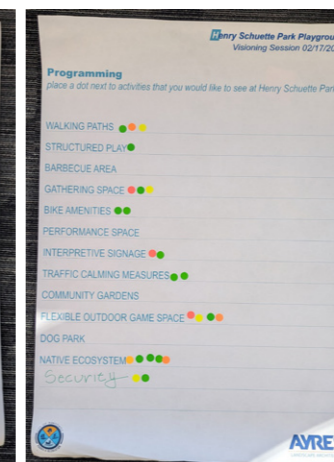 Henry Schuette Park Playgrou
Visioning Session 02/17/20
Programming
place a dot next to activities that you would like to see at Henry Schuette Par
WALKING PATHS
STRUCTURED PLAY
BARBECUE AREA
GATHERING SPACE
BIKE AMENITIES
PERFORMANCE SPACE
INTERPRETIVE SIGNAGE
TRAFFIC CALMING MEASURES
COMMUNITY GARDENS
FLEXIBLE OUTDOOR GAME SPACE
DOG PARK
NATIVE ECOSYSTEM
Security
AYRE